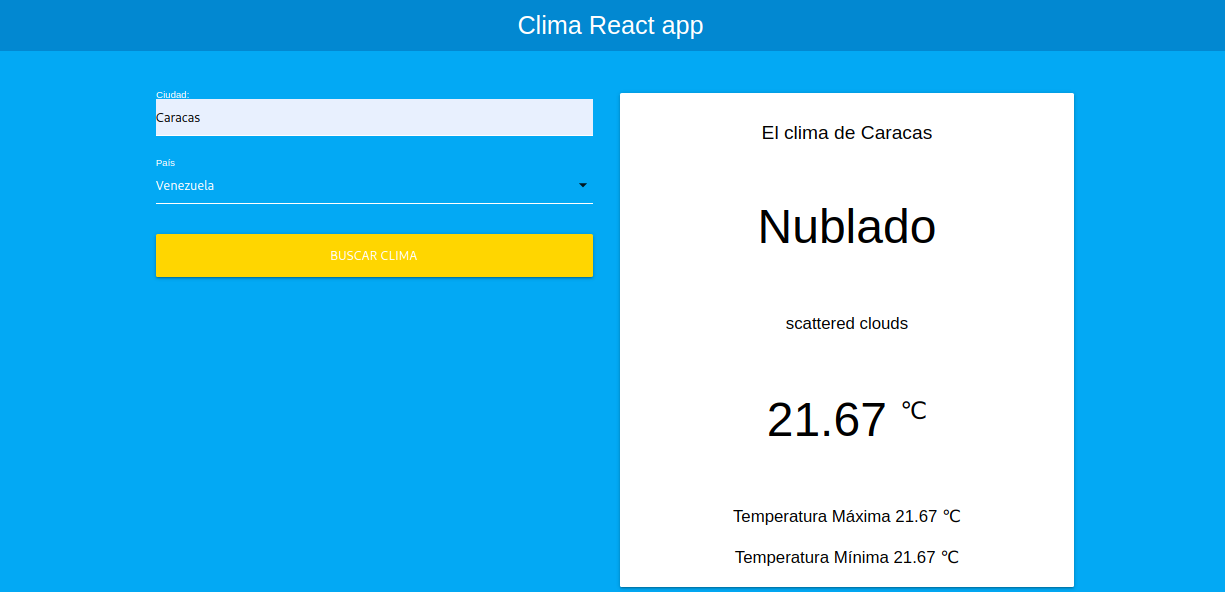 Clima React app
Ciudad:
Caracas
País
Venezuela
BUSCAR CLIMA
El clima de Caracas
Nublado
scattered clouds
21.67 ℃
Temperatura Máxima 21.67 ℃
Temperatura Mínima 21.67 ℃